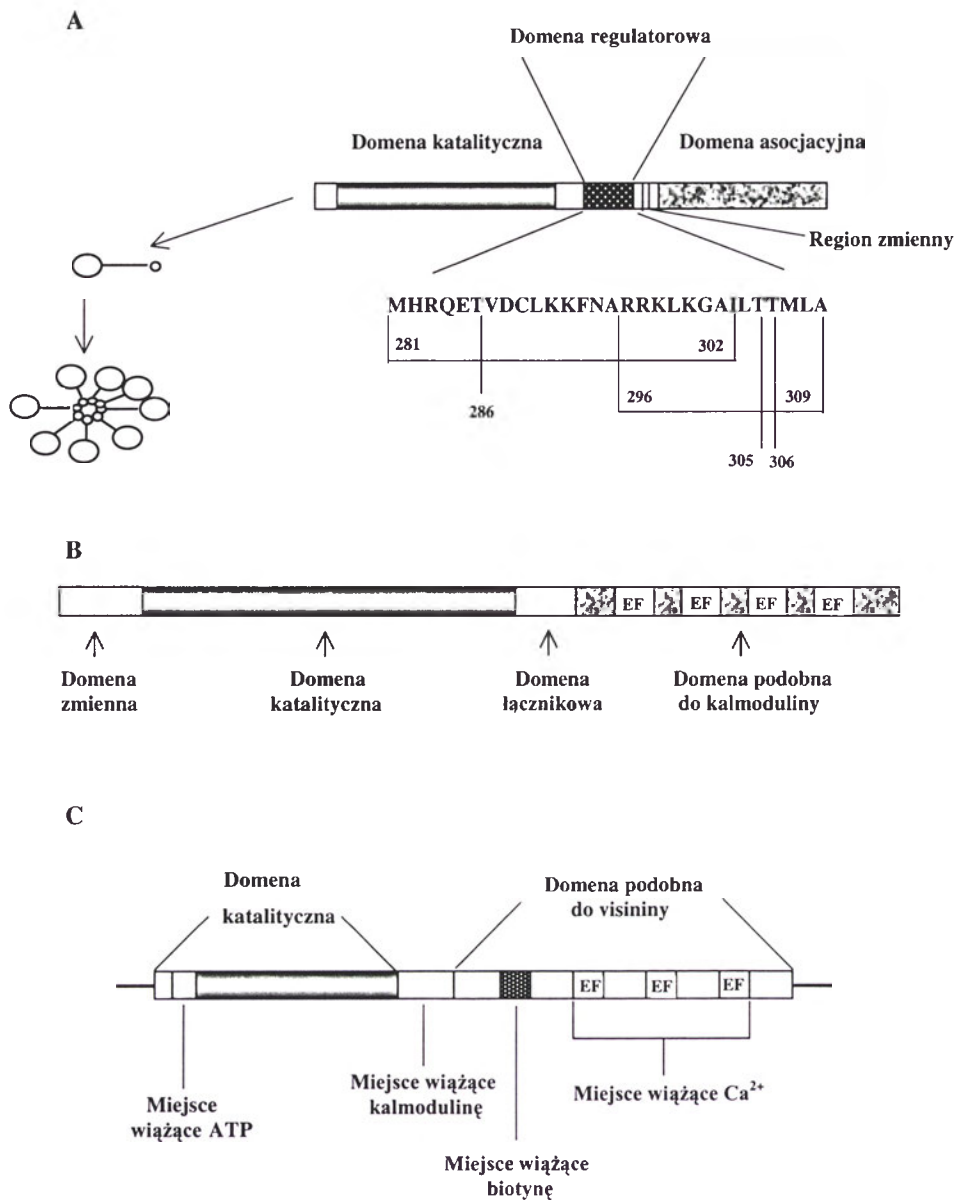 A
Domena regulatorowa
Domena katalityczna
Domena asocjacyjna
Region zmienny
MHRQETVDCLKKFNARRKLKGAILTTMLA
281
302
286
296
309
305
306
B
EF
EF
EF
EF
Domena
zmienna
Domena
katalityczna
Domena
łącznikowa
Domena podobna
do kalmoduliny
C
Domena
katalityczna
Domena podobna
do visininy
EF
EF
EF
Miejsce
wiążące ATP
Miejsce wiążące
kalmodulinę
Miejsce wiążące
biotynę
Miejsce wiążące Ca²⁺